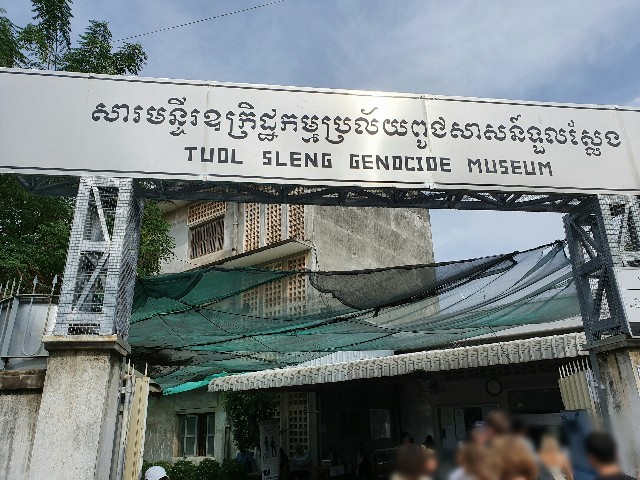 សារមន្ទីរឧក្រិដ្ឋកម្មប្រល័យពូជសាសន៍ទួលស្លែង
TUOL SLENG GENOCIDE MUSEUM